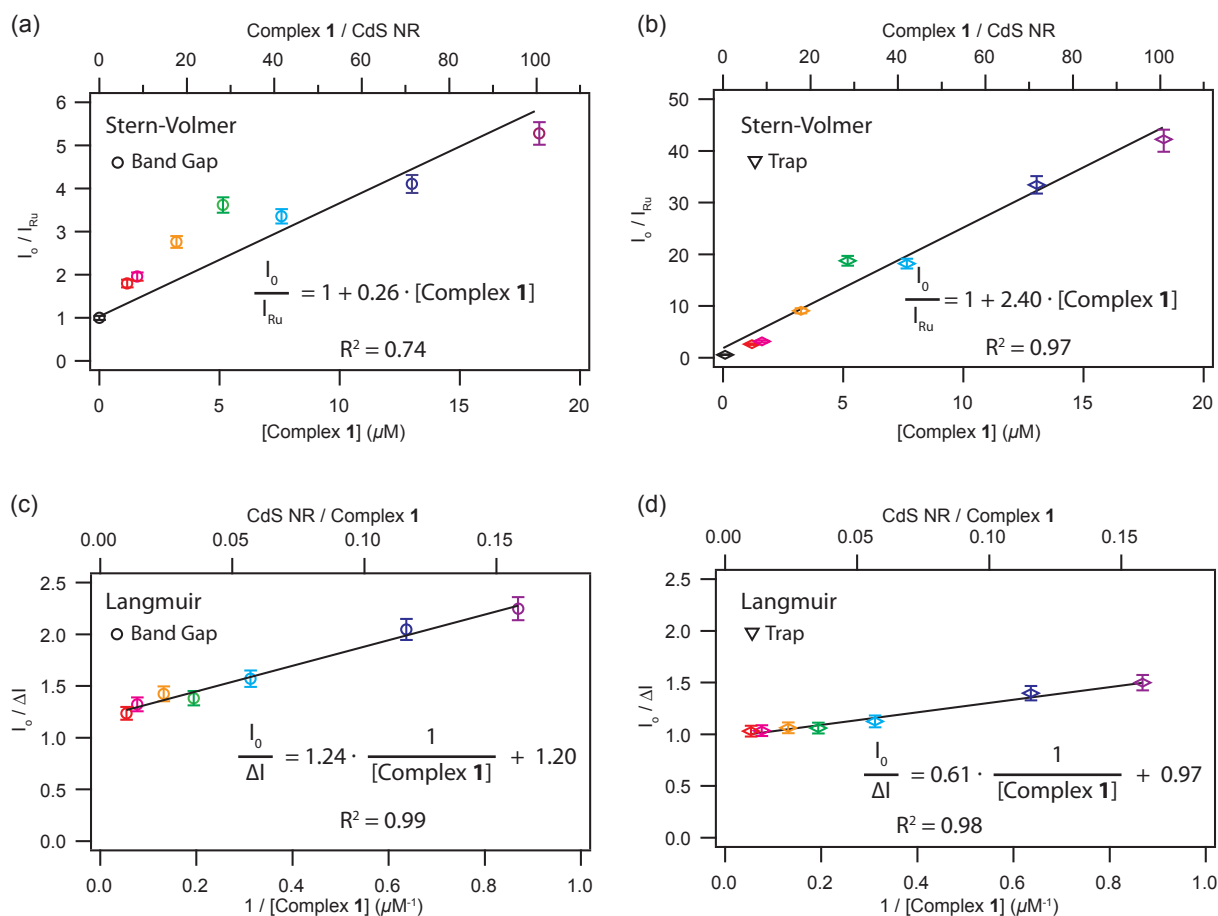 (a)
Complex 1 / CdS NR
0 20 40 60 80 100
6
5
4
3
2
1
0
I₀ / I_Ru
Stern-Volmer
Band Gap
I₀ / I_Ru = 1 + 0.26 · [Complex 1]
R² = 0.74
0 5 10 15 20
[Complex 1] (µM)
(b)
Complex 1 / CdS NR
0 20 40 60 80 100
50
40
30
20
10
0
I₀ / I_Ru
Stern-Volmer
Trap
I₀ / I_Ru = 1 + 2.40 · [Complex 1]
R² = 0.97
0 5 10 15 20
[Complex 1] (µM)
(c)
CdS NR / Complex 1
0.00 0.05 0.10 0.15
2.5
2.0
1.5
1.0
0.5
0.0
I₀ / ΔI
Langmuir
Band Gap
I₀ / ΔI = 1.24 · 1 / [Complex 1] + 1.20
R² = 0.99
0.0 0.2 0.4 0.6 0.8 1.0
1 / [Complex 1] (µM⁻¹)
(d)
CdS NR / Complex 1
0.00 0.05 0.10 0.15
2.5
2.0
1.5
1.0
0.5
0.0
I₀ / ΔI
Langmuir
Trap
I₀ / ΔI = 0.61 · 1 / [Complex 1] + 0.97
R² = 0.98
0.0 0.2 0.4 0.6 0.8 1.0
1 / [Complex 1] (µM⁻¹)